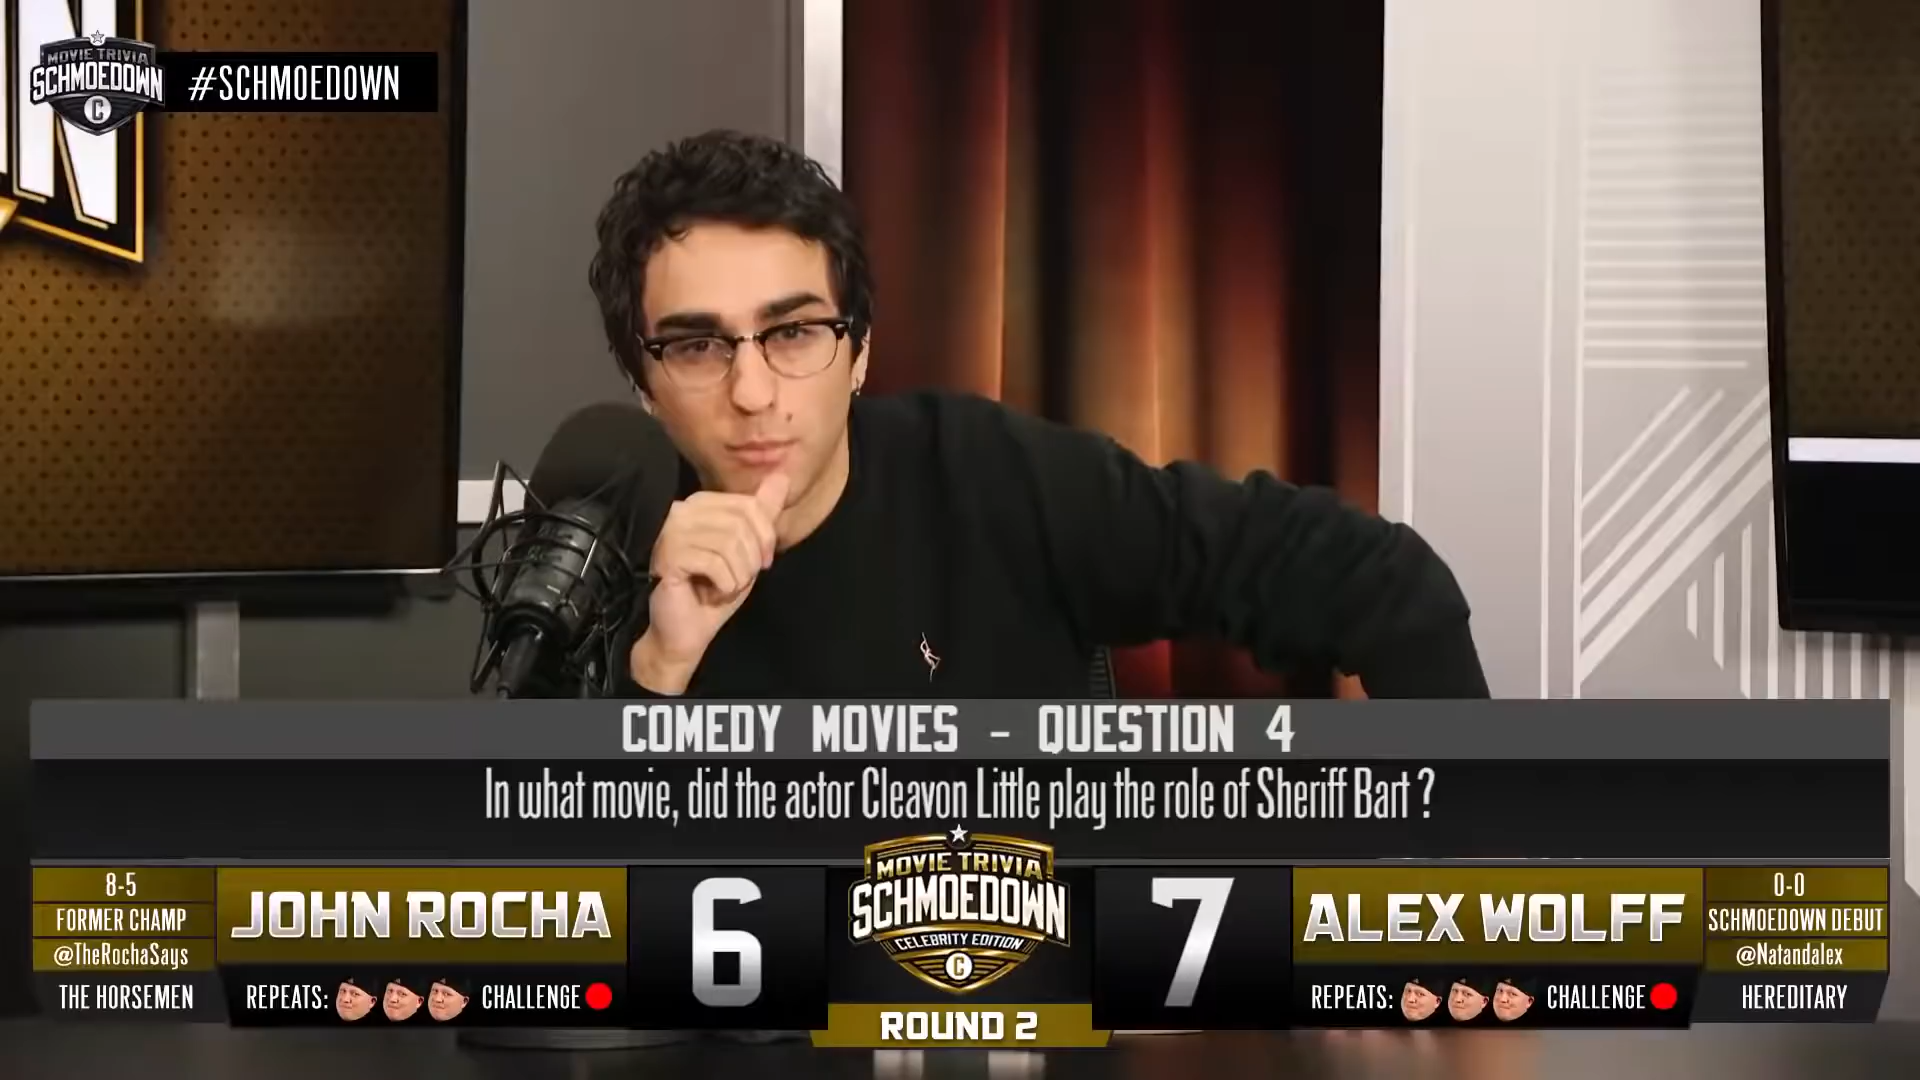 MOVIE TRIVIA
SCHMOEDOWN
C
#SCHMOEDOWN
COMEDY MOVIES - QUESTION 4
In what movie, did the actor Cleavon Little play the role of Sheriff Bart ?
8-5
FORMER CHAMP
@TheRochaSays
THE HORSEMEN
JOHN ROCHA
REPEATS:
CHALLENGE
6
MOVIE TRIVIA
SCHMOEDOWN
CELEBRITY EDITION
C
ROUND 2
7
ALEX WOLFF
REPEATS:
CHALLENGE
0-0
SCHMOEDOWN DEBUT
@Natandalex
HEREDITARY